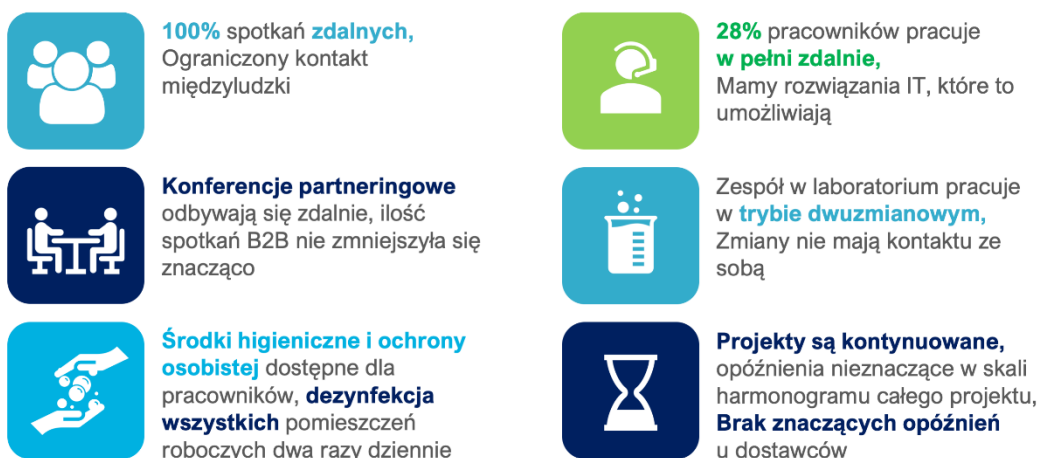 100% spotkań zdalnych,
Ograniczony kontakt
międzyludzki
28% pracowników pracuje
w pełni zdalnie,
Mamy rozwiązania IT, które to
umożliwiają
Konferencje partneringowe
odbywają się zdalnie, ilość
spotkań B2B nie zmniejszyła się
znacząco
Zespół w laboratorium pracuje
w trybie dwuzmianowym,
Zmiany nie mają kontaktu ze
sobą
Środki higieniczne i ochrony
osobistej dostępne dla
pracowników, dezynfekcja
wszystkich pomieszczeń
roboczych dwa razy dziennie
Projekty są kontynuowane,
opóźnienia nieznaczące w skali
harmonogramu całego projektu,
Brak znaczących opóźnień
u dostawców